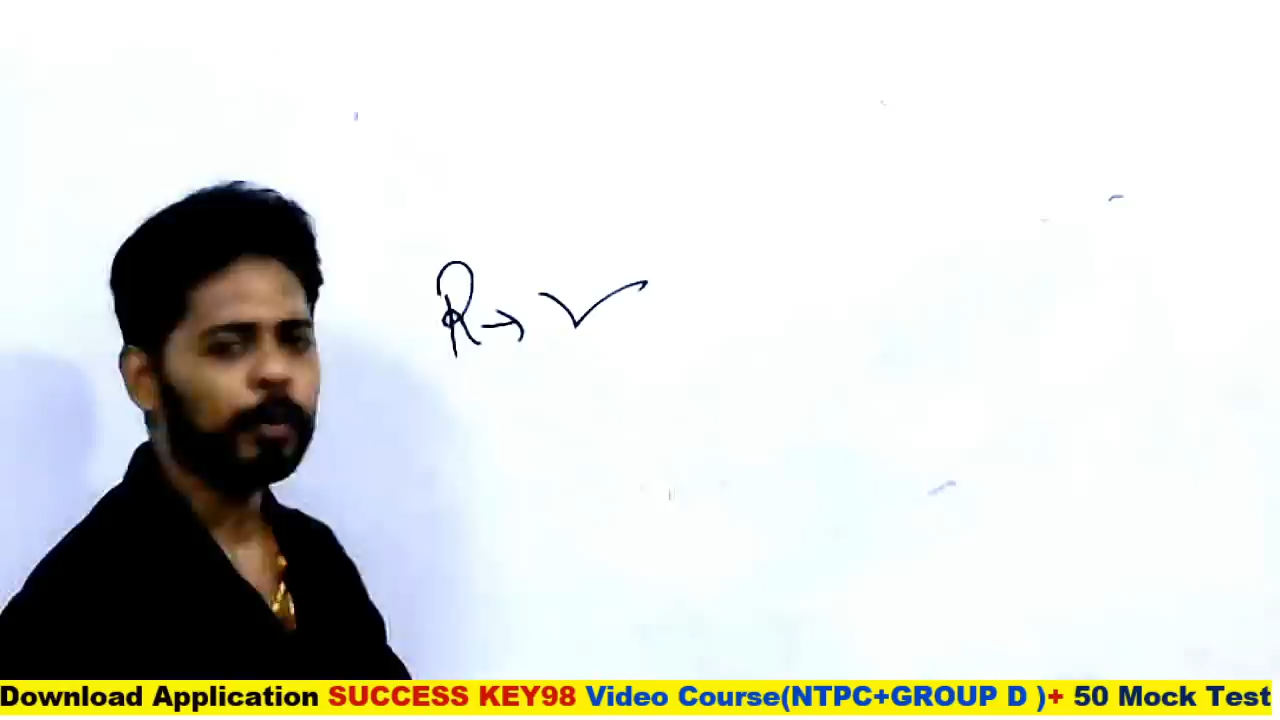 R → ✓
Download Application SUCCESS KEY98 Video Course(NTPC+GROUP D )+ 50 Mock Test